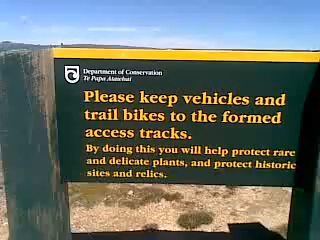 Department of Conservation
Te Papa Atawhai
Please keep vehicles and
trail bikes to the formed
access tracks.
By doing this you will help protect rare
and delicate plants, and protect historic
sites and relics.